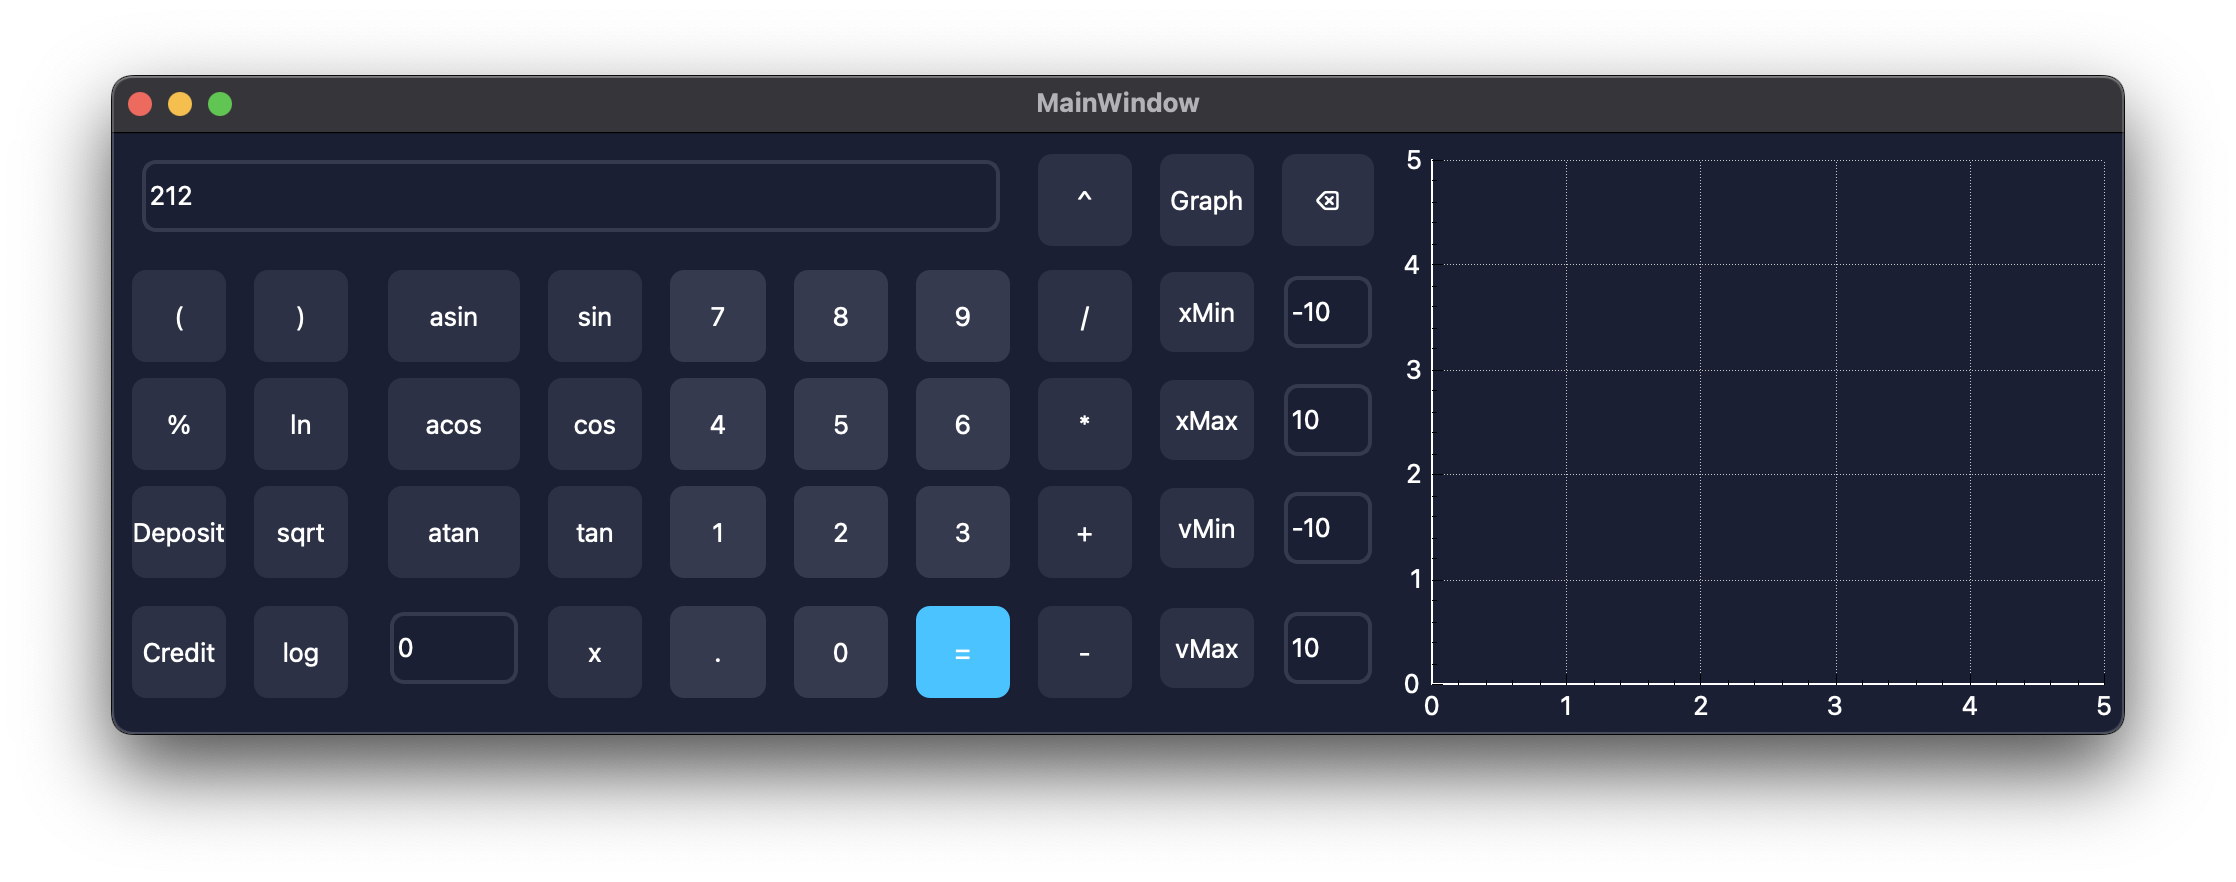 MainWindow
212
^ Graph
( ) asin sin 7 8 9 / xMin -10
% ln acos cos 4 5 6 * xMax 10
Deposit sqrt atan tan 1 2 3 + vMin -10
Credit log 0 x . 0 = - vMax 10
5
4
3
2
1
0
0 1 2 3 4 5